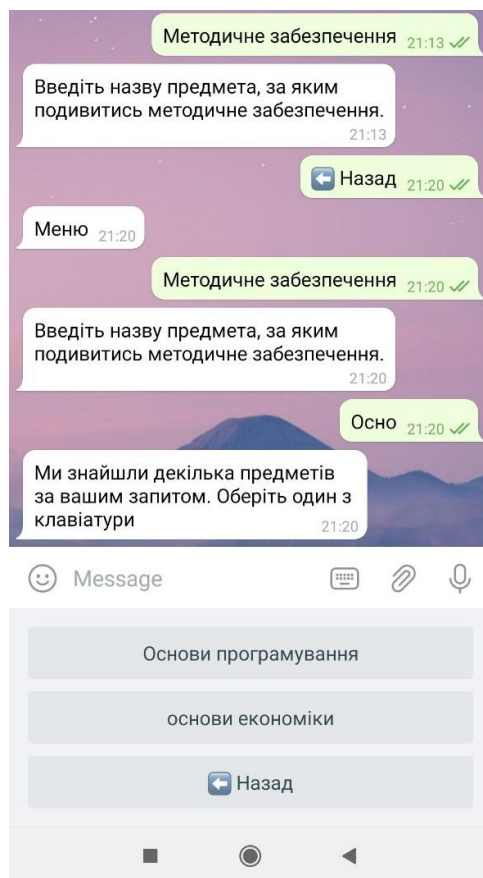 Методичне забезпечення 21:13
Введіть назву предмета, за яким
подивитись методичне забезпечення.
21:13
Назад 21:20
Меню 21:20
Методичне забезпечення 21:20
Введіть назву предмета, за яким
подивитись методичне забезпечення.
21:20
Осно 21:20
Ми знайшли декілька предметів
за вашим запитом. Оберіть один з
клавіатури 21:20
Message
Основи програмування
основи економіки
Назад